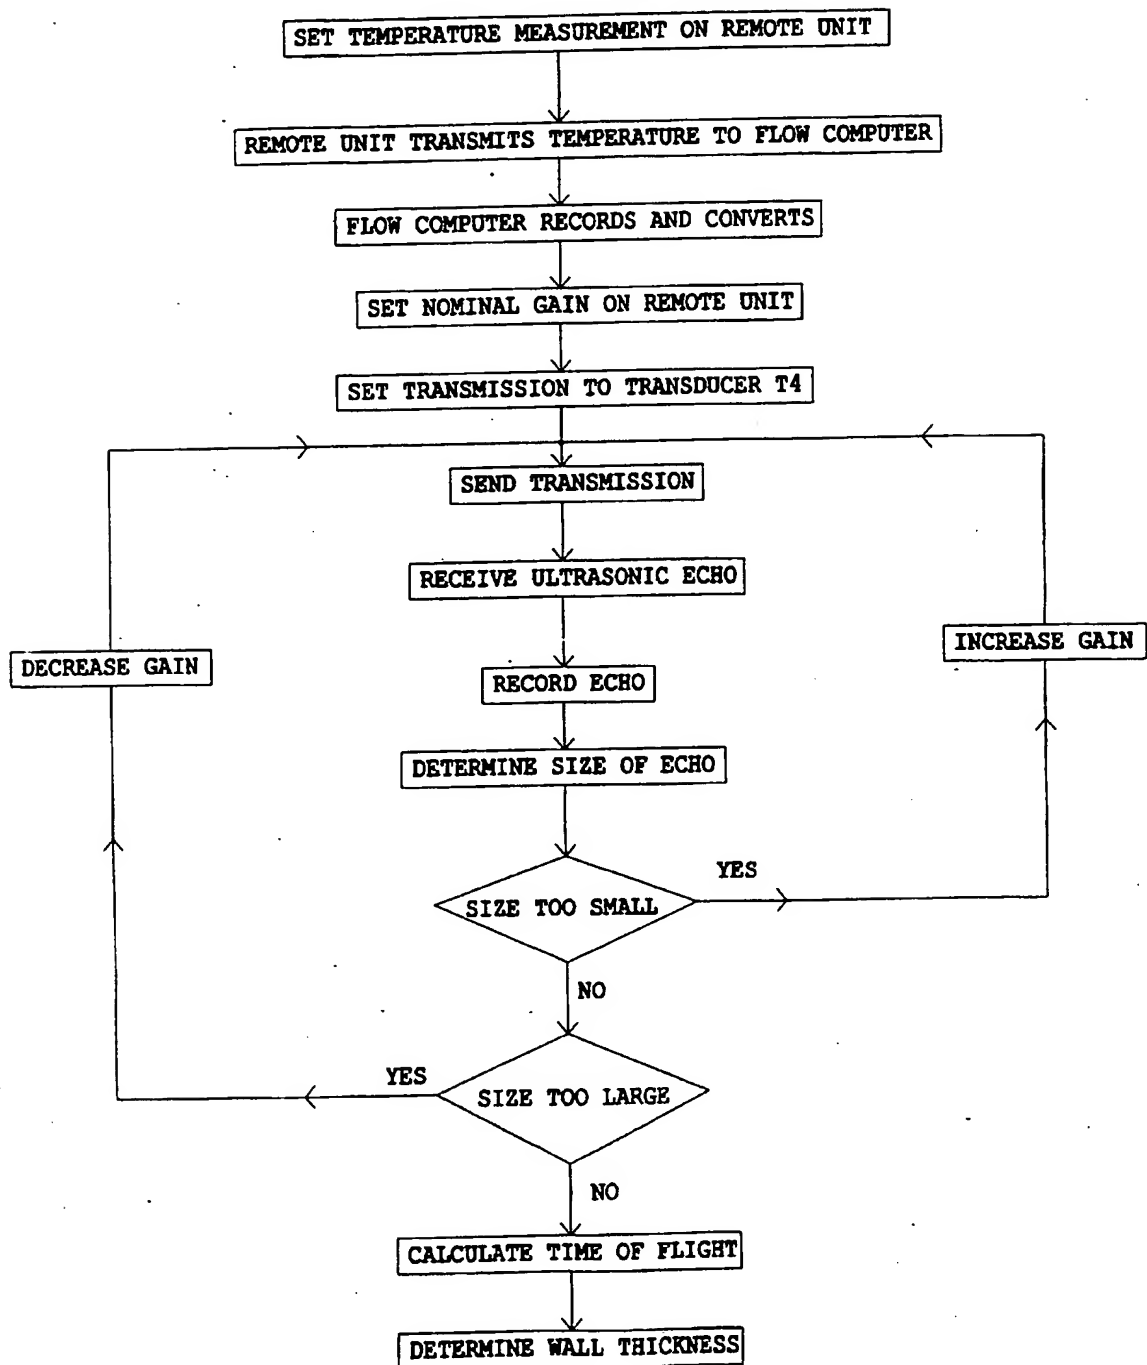 SET TEMPERATURE MEASUREMENT ON REMOTE UNIT
REMOTE UNIT TRANSMITS TEMPERATURE TO FLOW COMPUTER
FLOW COMPUTER RECORDS AND CONVERTS
SET NOMINAL GAIN ON REMOTE UNIT
SET TRANSMISSION TO TRANSDUCER T4
SEND TRANSMISSION
RECEIVE ULTRASONIC ECHO
DECREASE GAIN
INCREASE GAIN
RECORD ECHO
DETERMINE SIZE OF ECHO
SIZE TOO SMALL
YES
NO
SIZE TOO LARGE
YES
NO
CALCULATE TIME OF FLIGHT
DETERMINE WALL THICKNESS